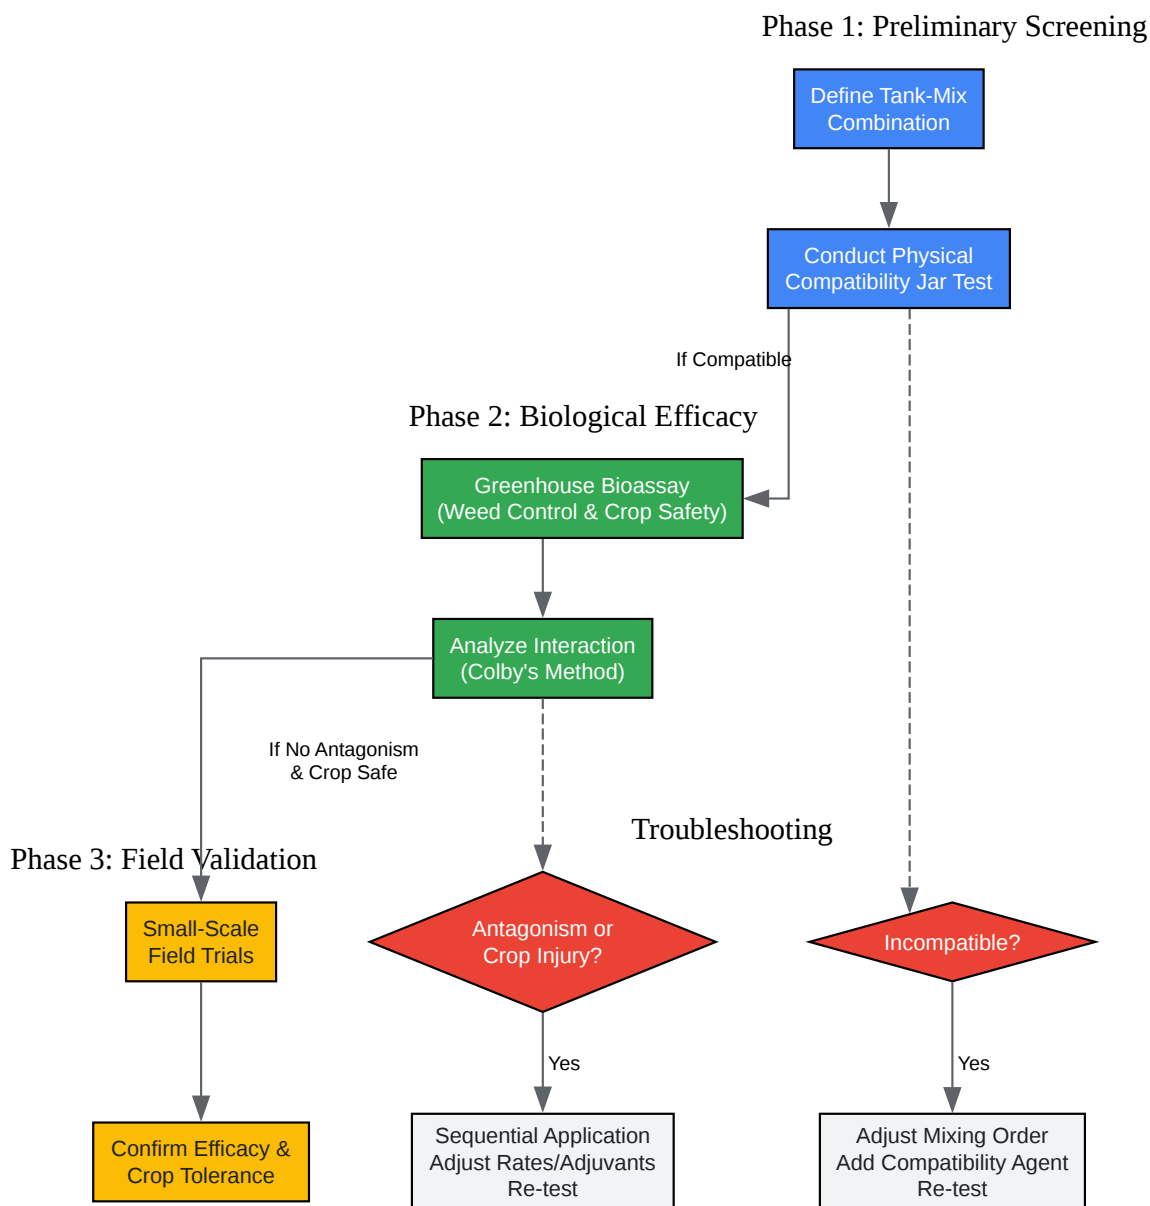 Phase 1: Preliminary Screening
Define Tank-Mix
Combination
Conduct Physical
Compatibility Jar Test
If Compatible
Phase 2: Biological Efficacy
Greenhouse Bioassay
(Weed Control & Crop Safety)
Analyze Interaction
(Colby's Method)
If No Antagonism
& Crop Safe
Troubleshooting
Phase 3: Field Validation
Small-Scale
Field Trials
Antagonism or
Crop Injury?
Incompatible?
Yes
Yes
Confirm Efficacy &
Crop Tolerance
Sequential Application
Adjust Rates/Adjuvants
Re-test
Adjust Mixing Order
Add Compatibility Agent
Re-test